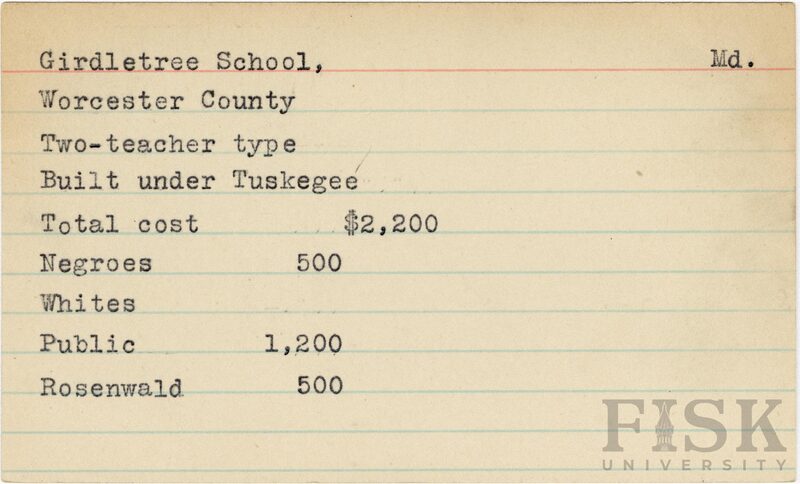 Girdletree School, Md.
Worcester County
Two-teacher type
Built under Tuskegee
Total cost $2,200
Negroes 500
Whites
Public 1,200
Rosenwald 500
FISK
UNIVERSITY